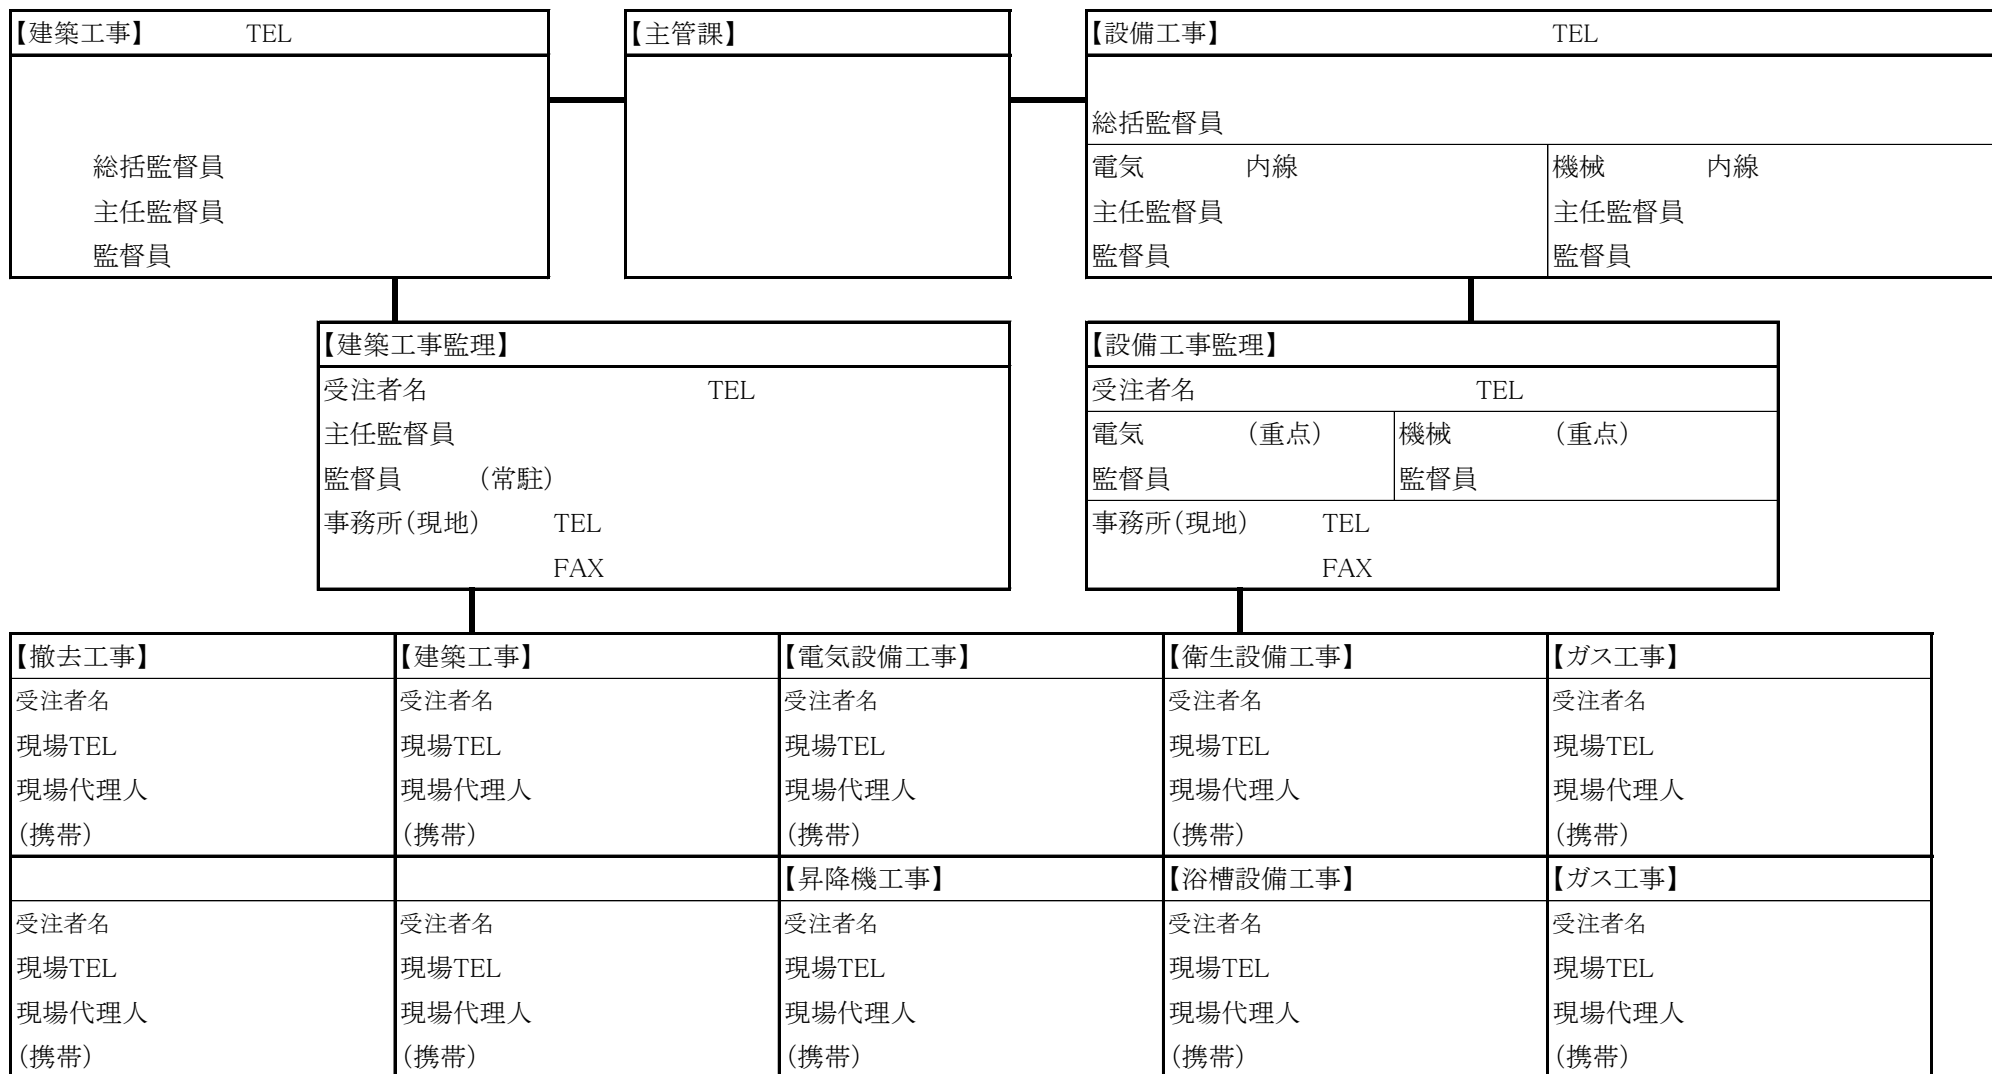 【建築工事】 TEL
総括監督員
主任監督員
監督員
【主管課】
【設備工事】 TEL
総括監督員
電気 内線 機械 内線
主任監督員 主任監督員
監督員 監督員
【建築工事監理】
受注者名 TEL
主任監督員
監督員 (常駐)
事務所(現地) TEL
FAX
【設備工事監理】
受注者名 TEL
電気 (重点) 機械 (重点)
監督員 監督員
事務所(現地) TEL
FAX
【撤去工事】 【建築工事】 【電気設備工事】 【衛生設備工事】 【ガス工事】
受注者名 受注者名 受注者名 受注者名 受注者名
現場TEL 現場TEL 現場TEL 現場TEL 現場TEL
現場代理人 現場代理人 現場代理人 現場代理人 現場代理人
(携帯) (携帯) (携帯) (携帯) (携帯)
【昇降機工事】 【浴槽設備工事】 【ガス工事】
受注者名 受注者名 受注者名 受注者名 受注者名
現場TEL 現場TEL 現場TEL 現場TEL 現場TEL
現場代理人 現場代理人 現場代理人 現場代理人 現場代理人
(携帯) (携帯) (携帯) (携帯) (携帯)